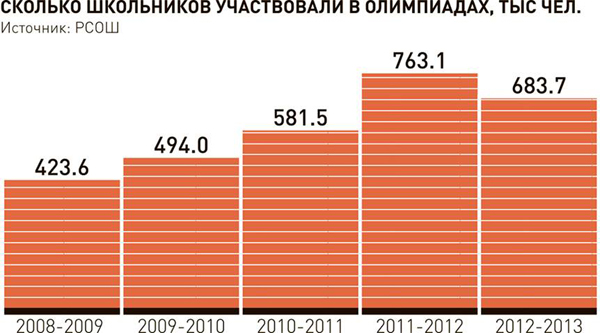 СКОЛЬКО ШКОЛЬНИКОВ УЧАСТВОВАЛИ В ОЛИМПИАДАХ, ТЫС ЧЕЛ.
Источник: РСОШ
423.6 494.0 581.5 763.1 683.7
2008-2009 2009-2010 2010-2011 2011-2012 2012-2013